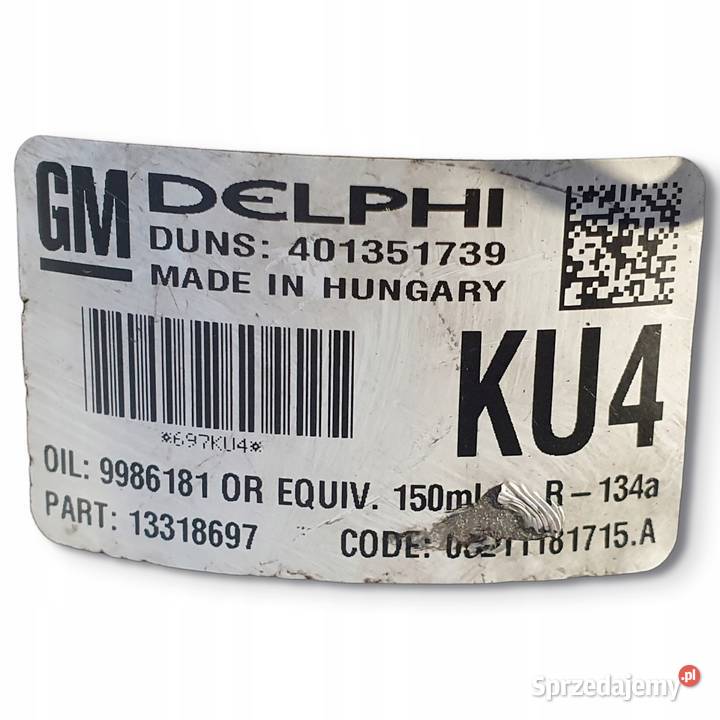 GM DELPHI
DUNS: 401351739
MADE IN HUNGARY
KU4
*697KU4*
OIL: 9986181 OR EQUIV. 150ml R-134a
PART: 13318697
CODE:
Sprzedajemy.pl